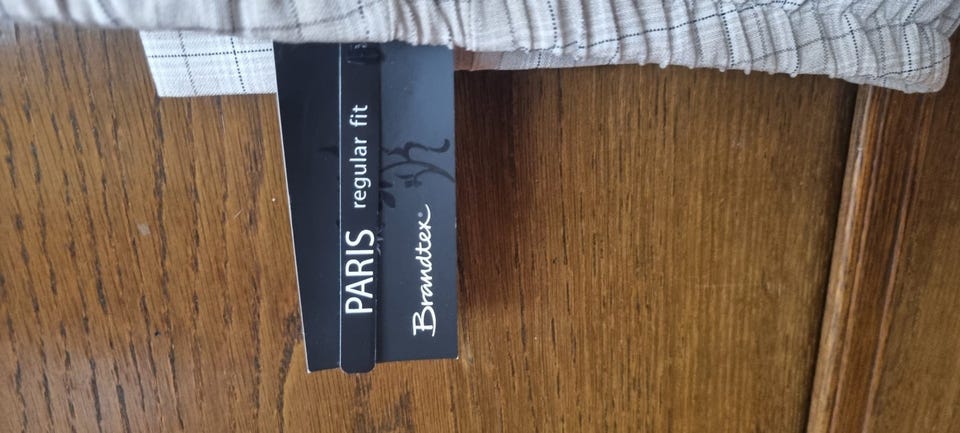 PARIS regular fit
Brandtex®